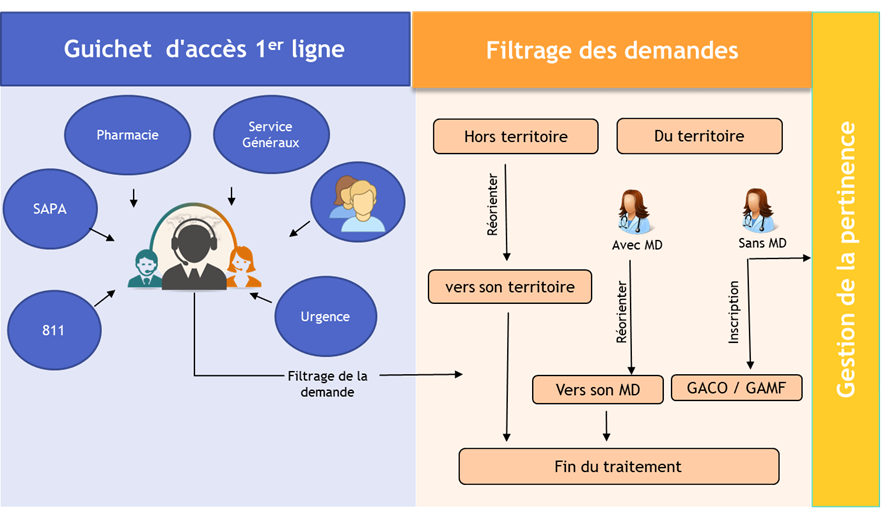 Guichet d'accès 1er ligne
Filtrage des demandes
Gestion de la pertinence
Pharmacie
Service
Généraux
SAPA
811
Urgence
Filtrage de la
demande
Hors territoire
Du territoire
Réorienter
Avec MD
Sans MD
vers son territoire
Réorienter
Inscription
Vers son MD
GACO / GAMF
Fin du traitement